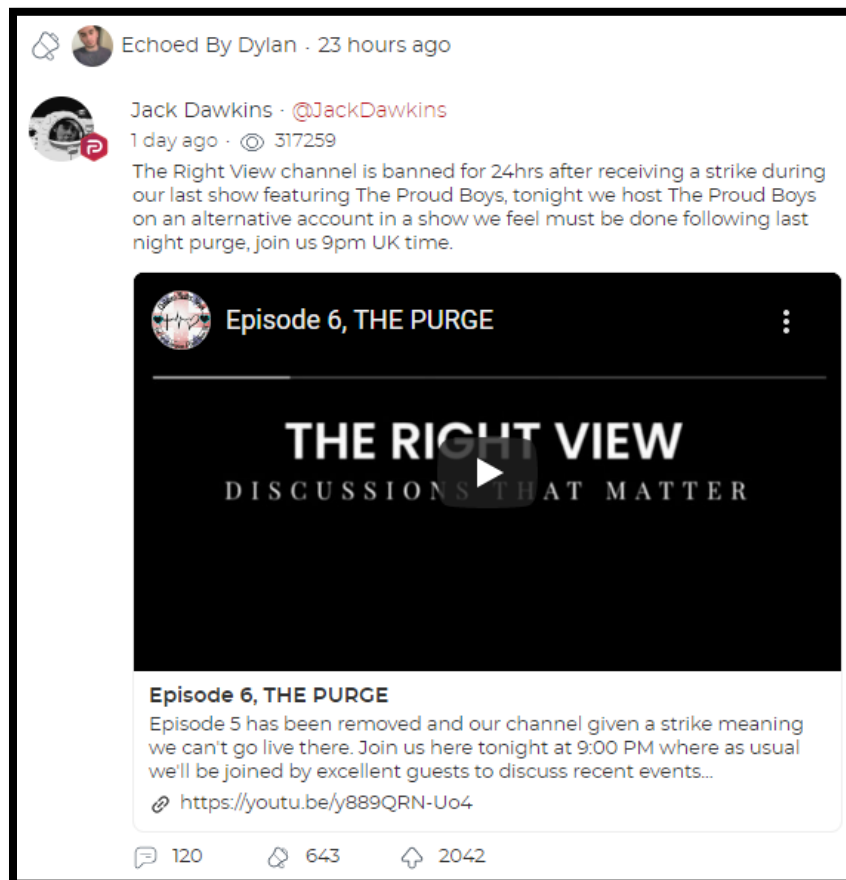 Echoed By Dylan · 23 hours ago
Jack Dawkins · @JackDawkins
1 day ago · 317259
The Right View channel is banned for 24hrs after receiving a strike during
our last show featuring The Proud Boys, tonight we host The Proud Boys
on an alternative account in a show we feel must be done following last
night purge, join us 9pm UK time.
Episode 6, THE PURGE
THE RIGHT VIEW
DISCUSSIONS THAT MATTER
Episode 6, THE PURGE
Episode 5 has been removed and our channel given a strike meaning
we can't go live there. Join us here tonight at 9:00 PM where as usual
we'll be joined by excellent guests to discuss recent events...
https://youtu.be/y889QRN-Uo4
120 643 2042